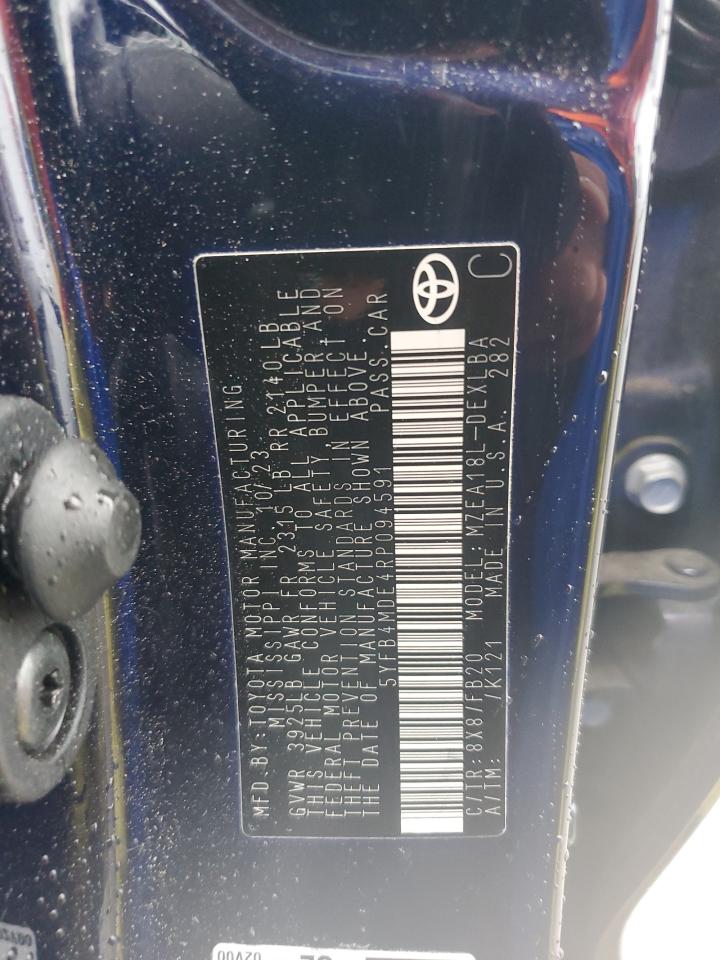 MFD.BY:TOYOTA MOTOR MANUFACTURING,
MISSISSIPPI INC. 10/23
GVWR 3925LB GAWR FR 2315 LB RR 2140 LB
THIS VEHICLE CONFORMS TO ALL APPLICABLE
FEDERAL MOTOR VEHICLE SAFETY, BUMPER AND
THEFT PREVENTION STANDARDS IN EFFECT ON
THE DATE OF MANUFACTURE SHOWN ABOVE.
5YFB4MDE4RP094591 PASS.CAR
C/TR:8X8/FB20 MODEL:MZEA18L-DEXLBA
A/TM: -/K121 MADE IN U.S.A. 282
C